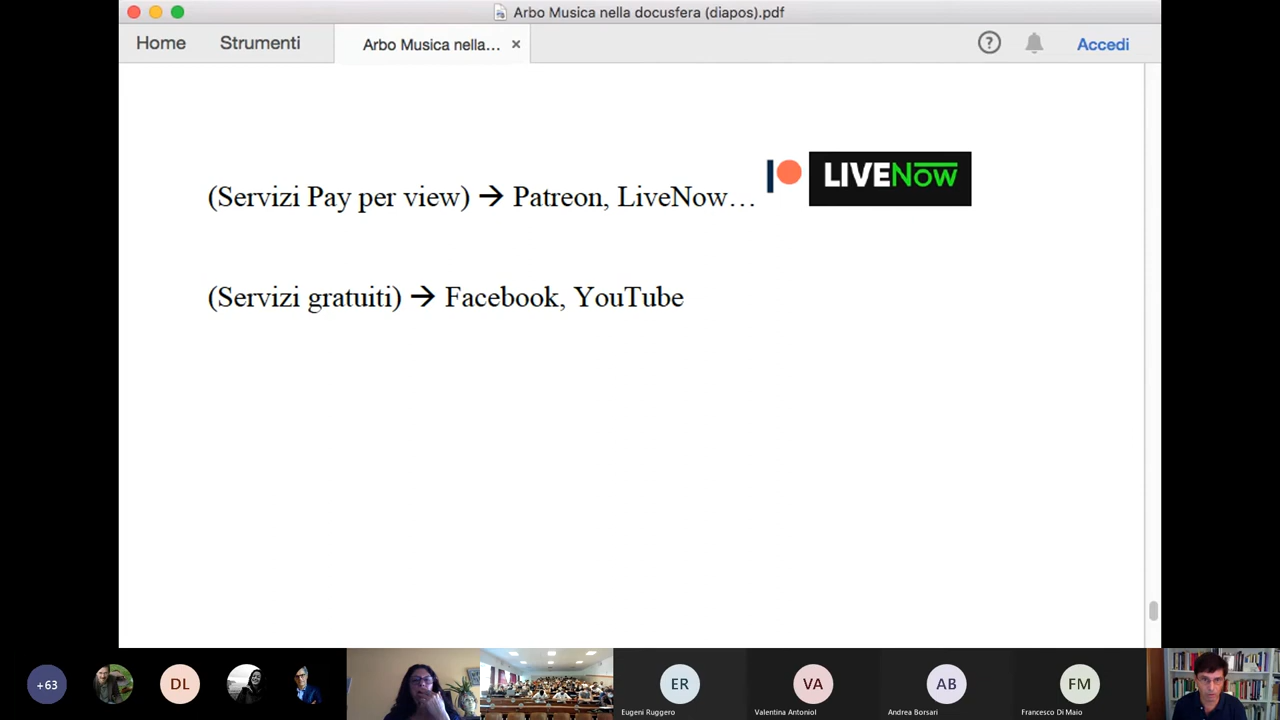 Arbo Musica nella docusfera (diapos).pdf
Home Strumenti Arbo Musica nella... × ? Accedi
(Servizi Pay per view) → Patreon, LiveNow…
LIVENow
(Servizi gratuiti) → Facebook, YouTube
+63 DL ER VA AB FM
Eugeni Ruggero Valentina Antoniol Andrea Borsari Francesco Di Maio